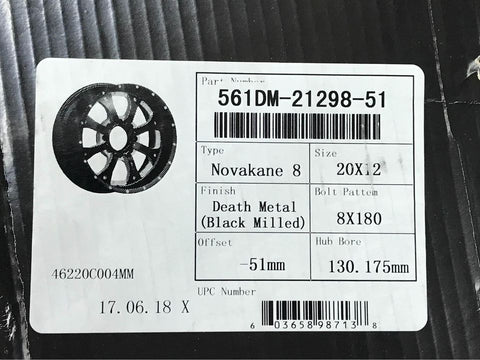 Part Number
561DM-21298-51
Type
Novakane 8
Size
20X12
Finish
Death Metal
(Black Milled)
Bolt Pattem
8X180
Offset
-51mm
Hub Bore
130.175mm
46220C004MM
17.06.18 X
UPC Number
6 03658 98713 8